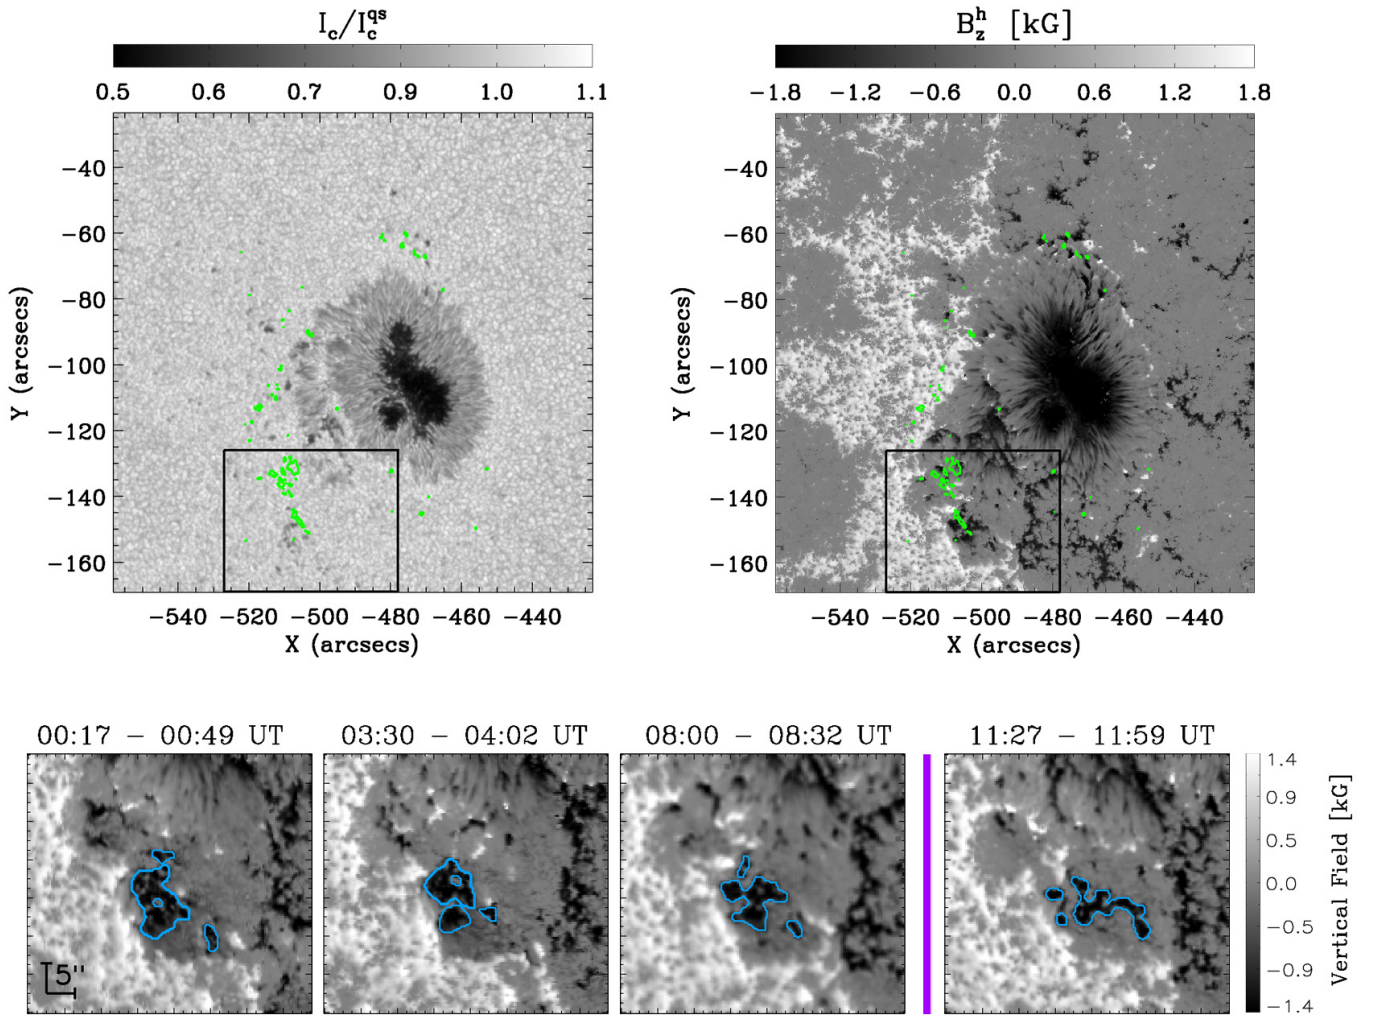 I_c/I_c^qs
0.5 0.6 0.7 0.9 1.0 1.1
-40
-60
-80
-100
-120
-140
-160
Y (arcsecs)
-540 -520 -500 -480 -460 -440
X (arcsecs)
B_z^h [kG]
-1.8 -1.2 -0.6 0.0 0.6 1.2 1.8
-40
-60
-80
-100
-120
-140
-160
Y (arcsecs)
-540 -520 -500 -480 -460 -440
X (arcsecs)
00:17 - 00:49 UT
03:30 - 04:02 UT
08:00 - 08:32 UT
11:27 - 11:59 UT
5''
1.4
0.9
0.5
0.0
-0.5
-0.9
-1.4
Vertical Field [kG]